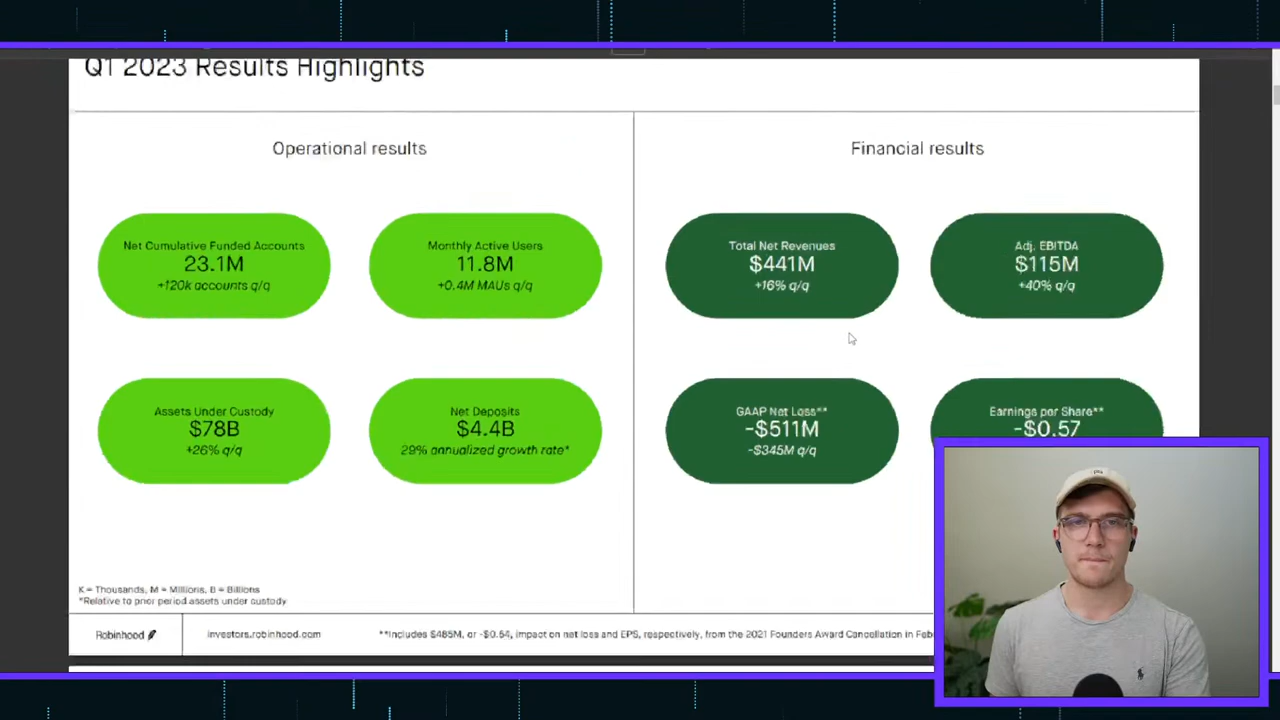 Q1 2023 Results Highlights
Operational results
Financial results
Net Cumulative Funded Accounts
23.1M
+120k accounts q/q
Monthly Active Users
11.8M
+0.4M MAUs q/q
Total Net Revenues
$441M
+16% q/q
Adj. EBITDA
$115M
+40% q/q
Assets Under Custody
$78B
+26% q/q
Net Deposits
$4.4B
29% annualized growth rate*
GAAP Net Loss**
-$511M
-$345M q/q
Earnings per Share**
-$0.57
K = Thousands, M = Millions, B = Billions
*Relative to prior period assets under custody
Robinhood
investors.robinhood.com
**Includes $485M, or -$0.54, impact on net loss and EPS, respectively, from the 2021 Founders Award Cancellation in Feb